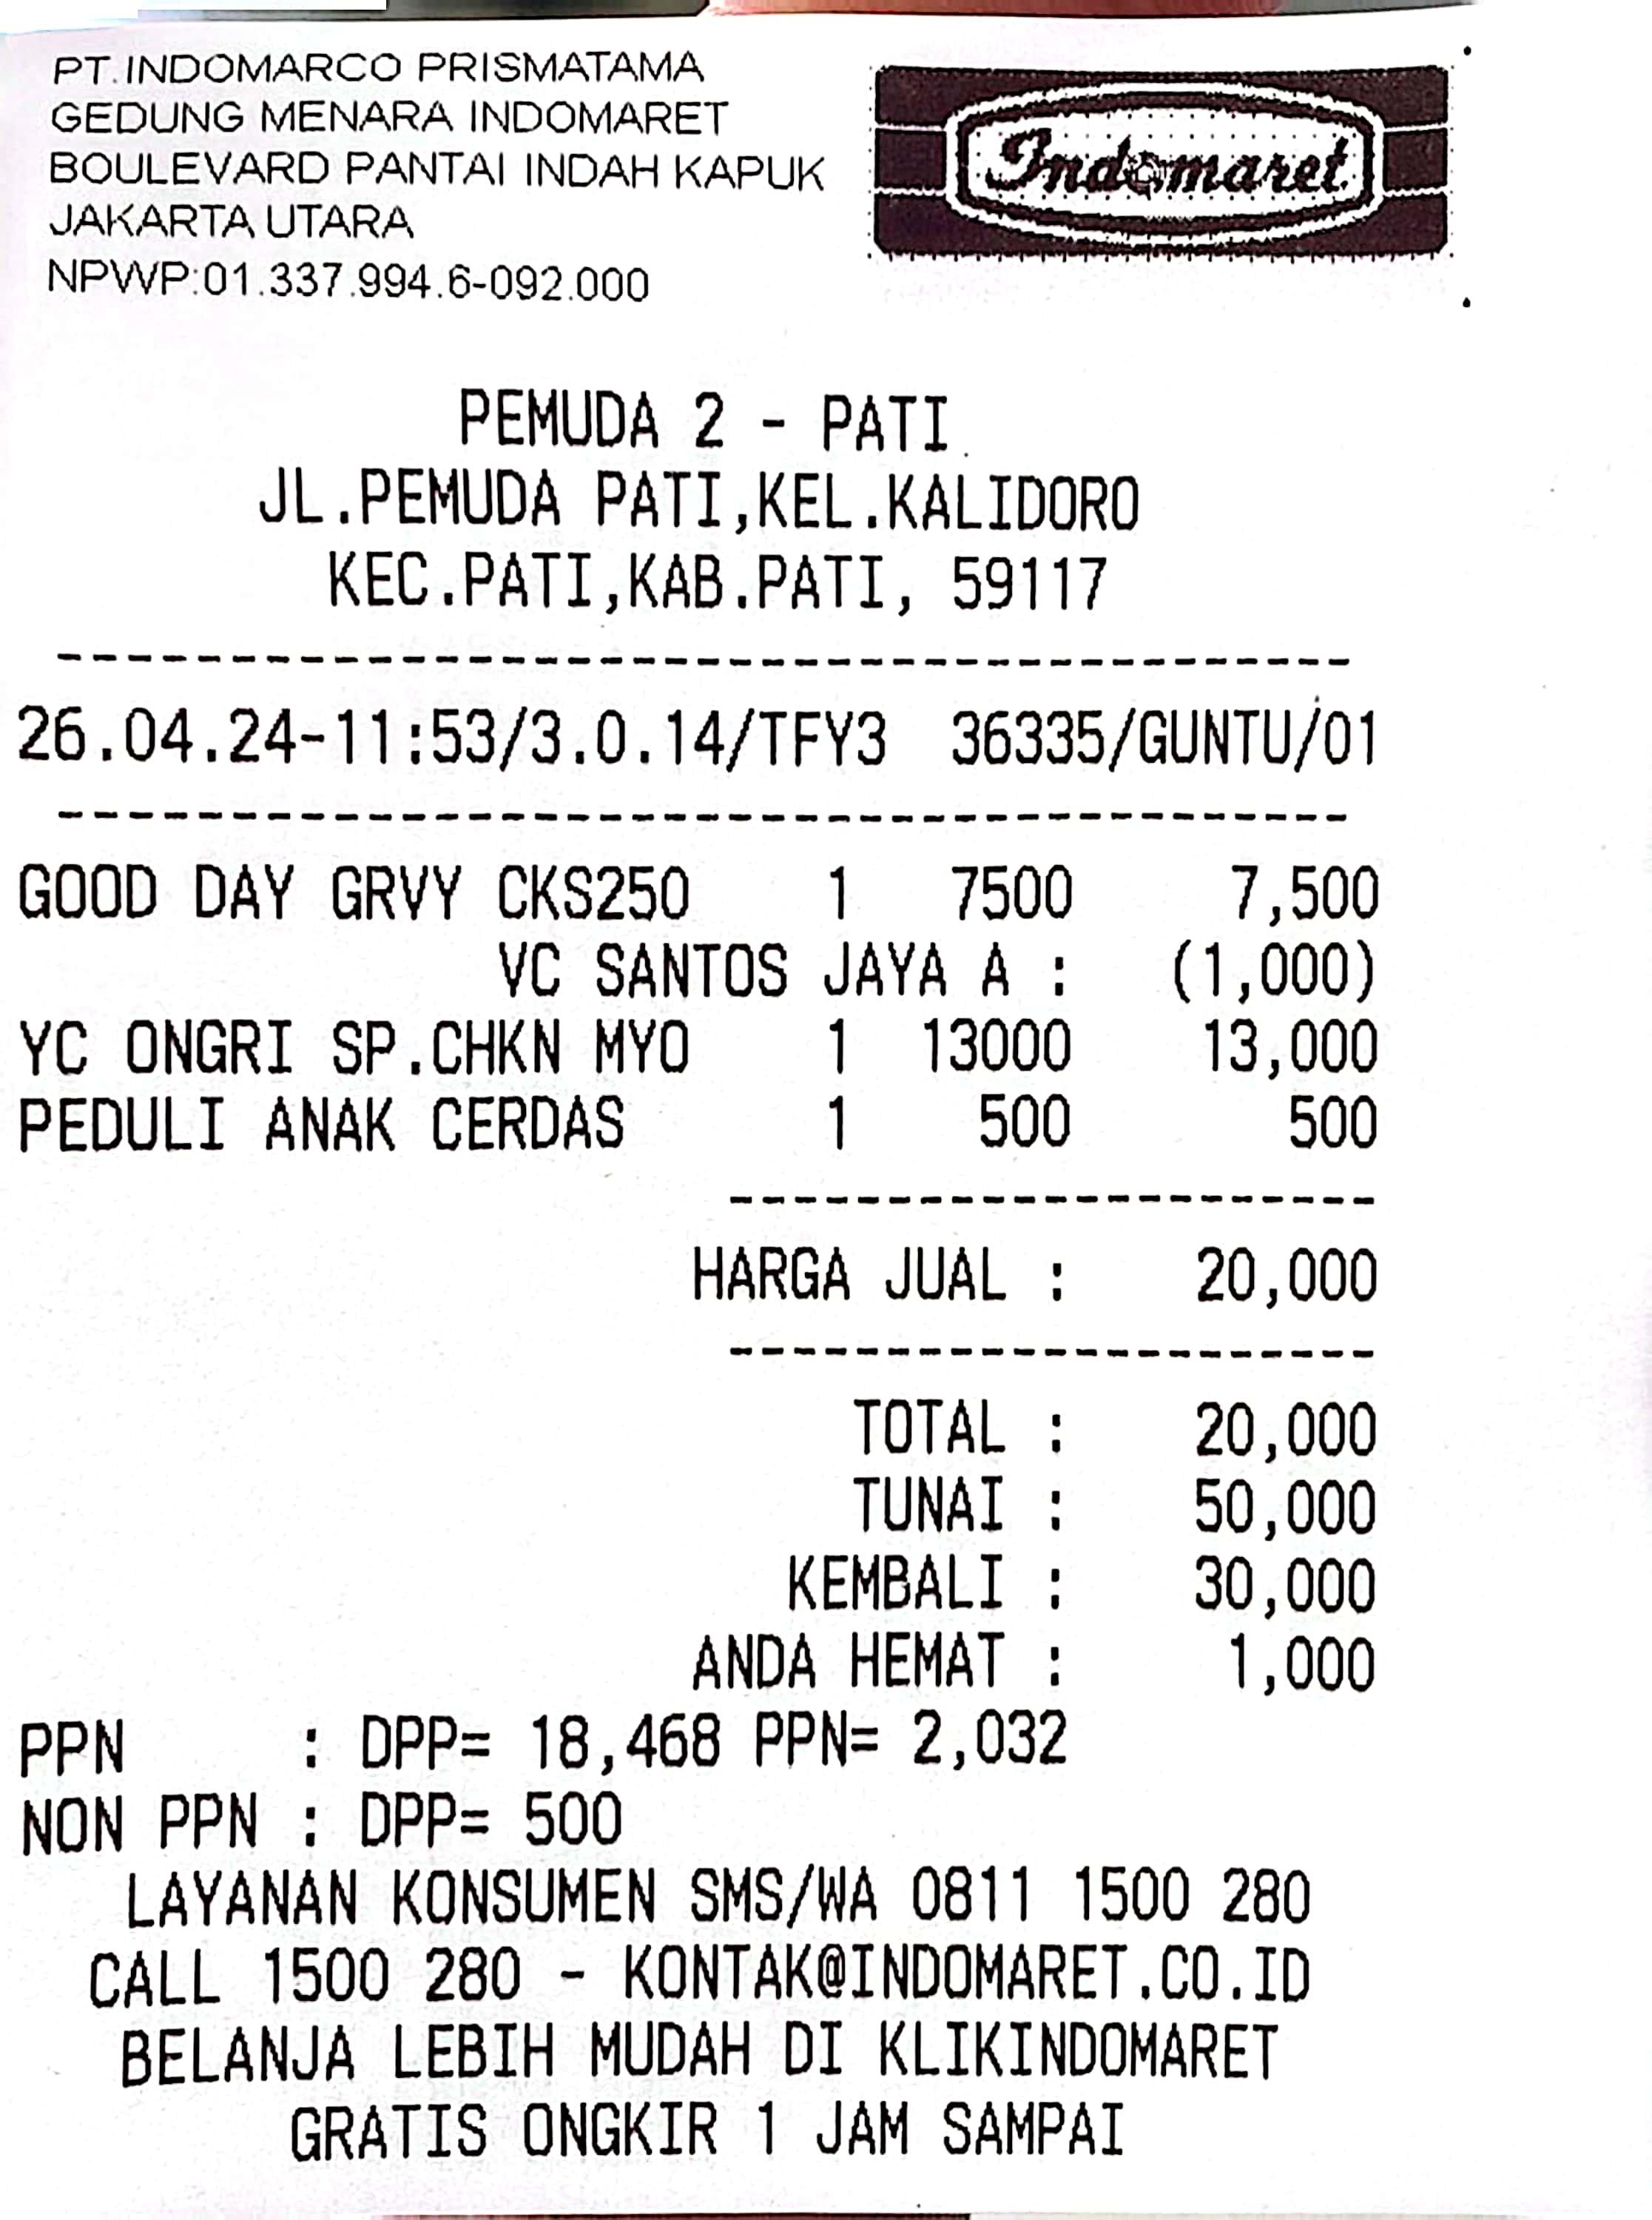 PT.INDOMARCO PRISMATAMA
GEDUNG MENARA INDOMARET
BOULEVARD PANTAI INDAH KAPUK
JAKARTA UTARA
NPWP:01.337.994.6-092.000
Indomaret
PEMUDA 2 - PATI
JL.PEMUDA PATI,KEL.KALIDORO
KEC.PATI,KAB.PATI, 59117
26.04.24-11:53/3.0.14/TFY3 36335/GUNTU/01
GOOD DAY GRVY CKS250 1 7500 7,500
VC SANTOS JAYA A : (1,000)
YC ONGRI SP.CHKN MYO 1 13000 13,000
PEDULI ANAK CERDAS 1 500 500
HARGA JUAL : 20,000
TOTAL : 20,000
TUNAI : 50,000
KEMBALI : 30,000
ANDA HEMAT : 1,000
PPN : DPP= 18,468 PPN= 2,032
NON PPN : DPP= 500
LAYANAN KONSUMEN SMS/WA 0811 1500 280
CALL 1500 280 - KONTAK@INDOMARET.CO.ID
BELANJA LEBIH MUDAH DI KLIKINDOMARET
GRATIS ONGKIR 1 JAM SAMPAI